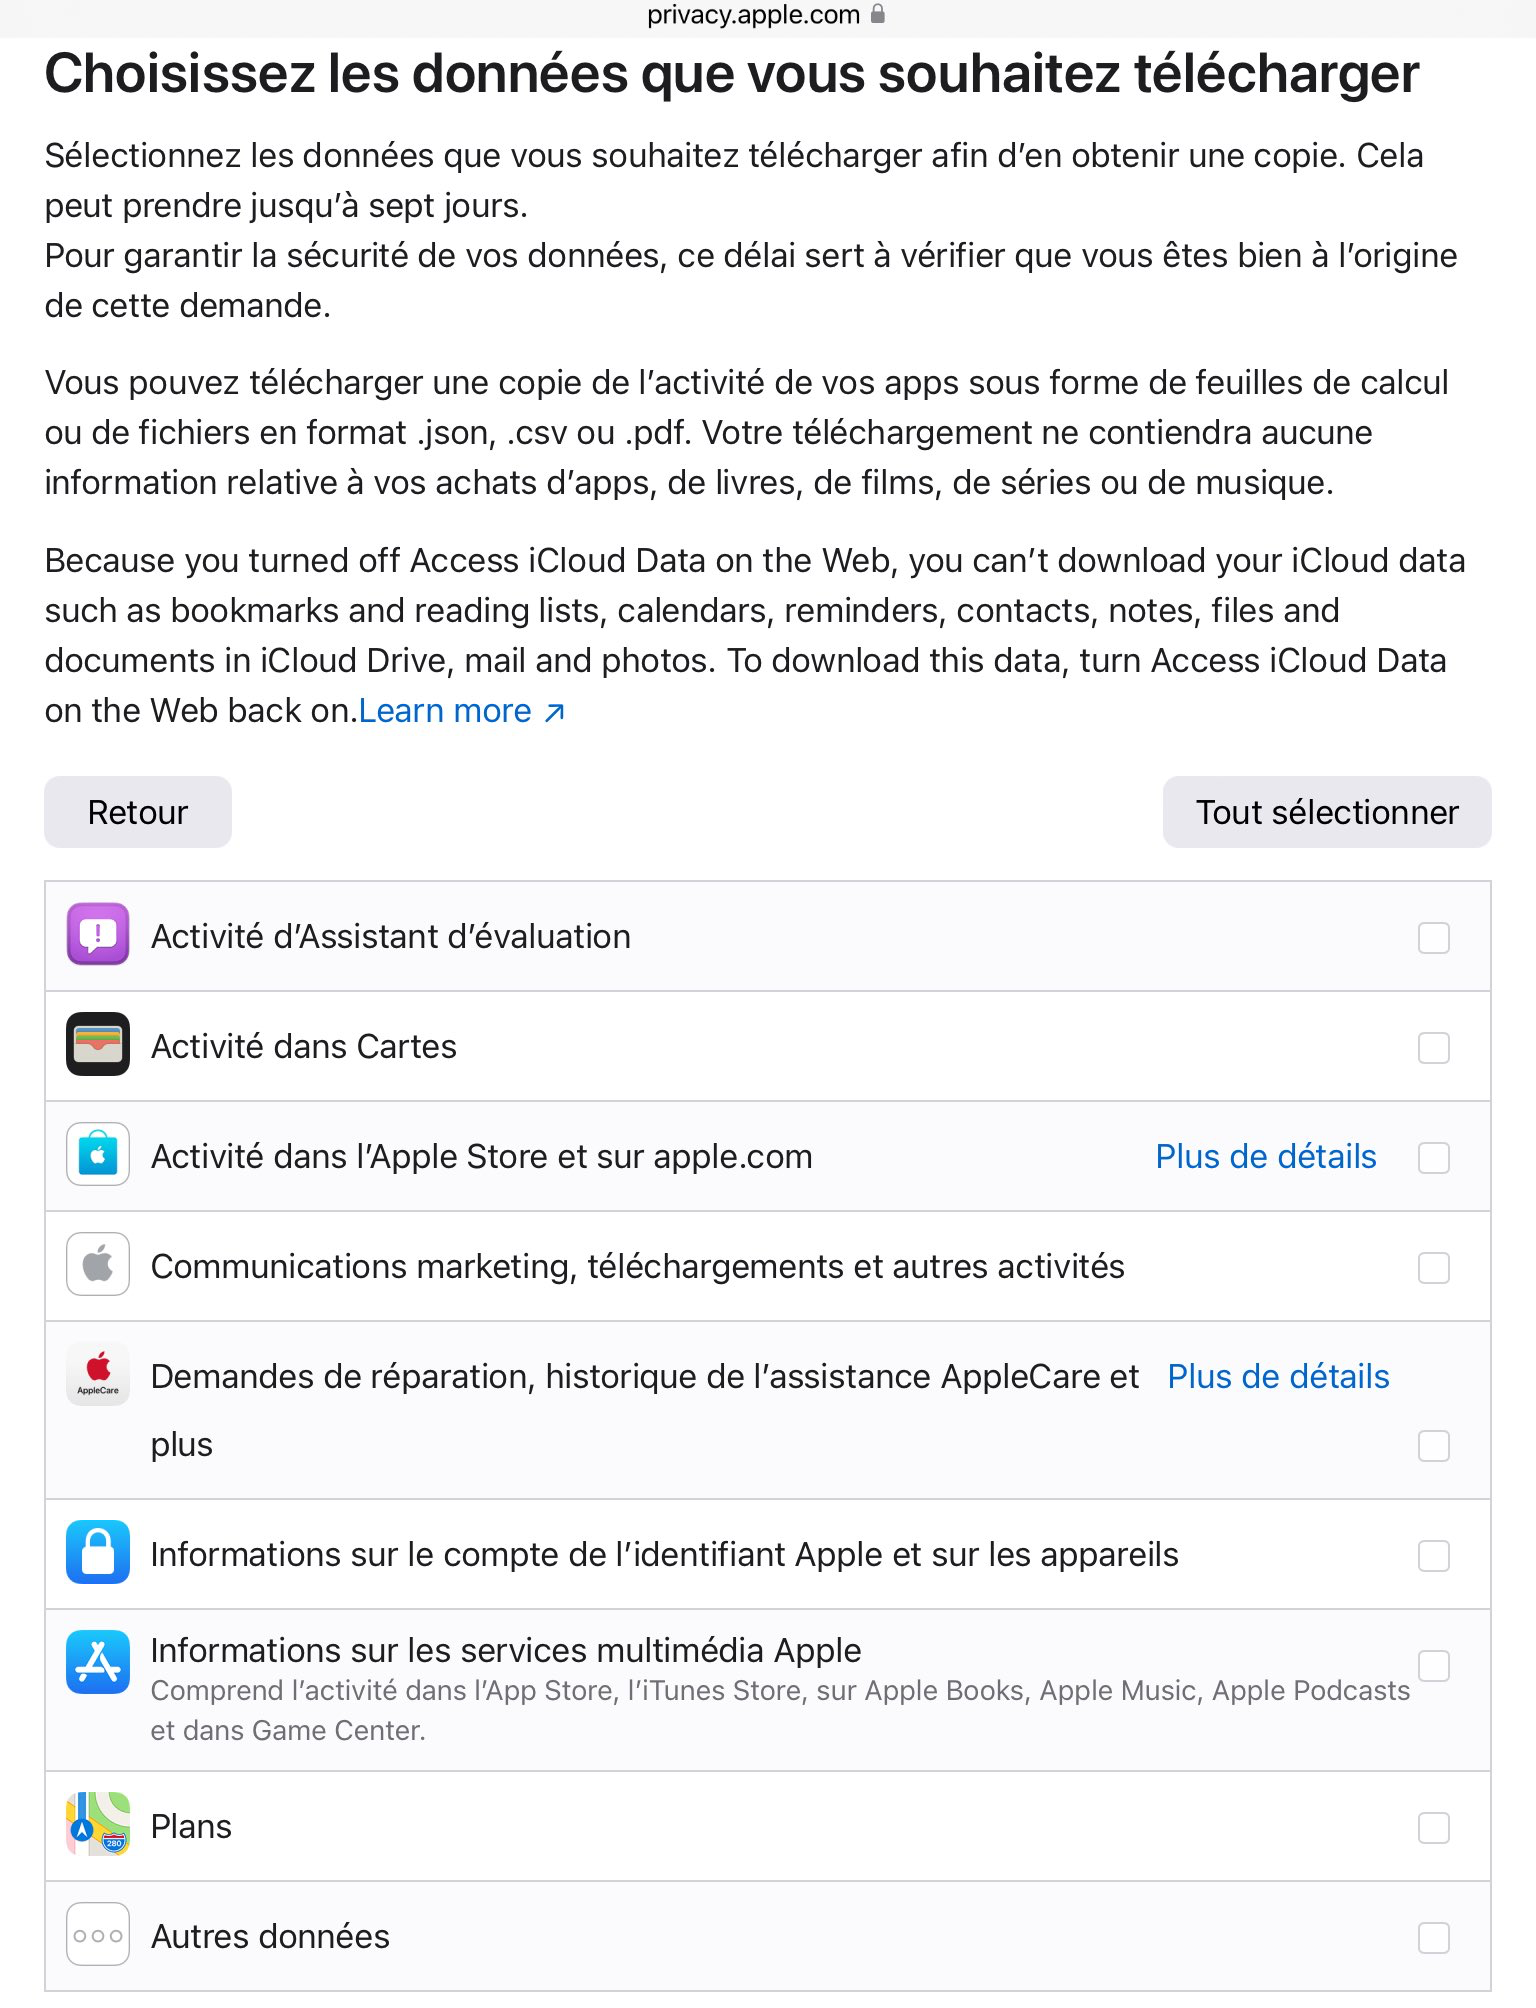 privacy.apple.com
Choisissez les données que vous souhaitez télécharger
Sélectionnez les données que vous souhaitez télécharger afin d’en obtenir une copie. Cela
peut prendre jusqu’à sept jours.
Pour garantir la sécurité de vos données, ce délai sert à vérifier que vous êtes bien à l’origine
de cette demande.
Vous pouvez télécharger une copie de l’activité de vos apps sous forme de feuilles de calcul
ou de fichiers en format .json, .csv ou .pdf. Votre téléchargement ne contiendra aucune
information relative à vos achats d’apps, de livres, de films, de séries ou de musique.
Because you turned off Access iCloud Data on the Web, you can’t download your iCloud data
such as bookmarks and reading lists, calendars, reminders, contacts, notes, files and
documents in iCloud Drive, mail and photos. To download this data, turn Access iCloud Data
on the Web back on.Learn more ↗
Retour
Tout sélectionner
Activité d’Assistant d’évaluation
Activité dans Cartes
Activité dans l’Apple Store et sur apple.com
Plus de détails
Communications marketing, téléchargements et autres activités
AppleCare
Demandes de réparation, historique de l’assistance AppleCare et
Plus de détails
plus
Informations sur le compte de l’identifiant Apple et sur les appareils
Informations sur les services multimédia Apple
Comprend l’activité dans l’App Store, l’iTunes Store, sur Apple Books, Apple Music, Apple Podcasts
et dans Game Center.
280
Plans
Autres données